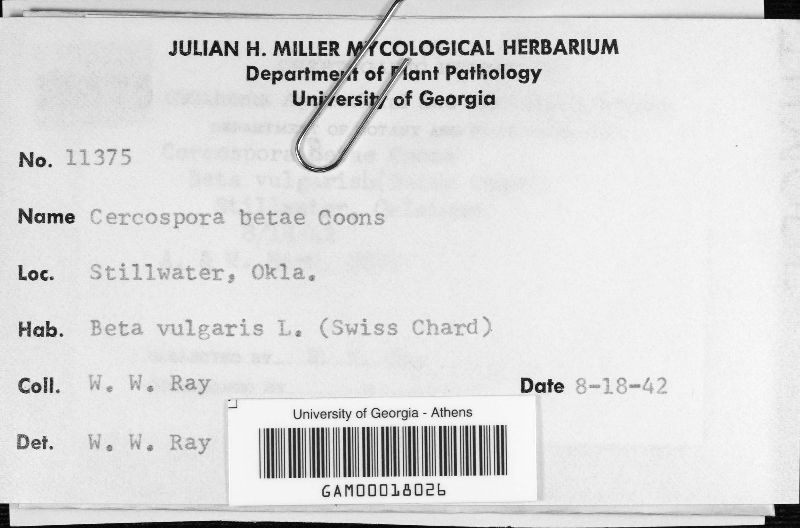 JULIAN H. MILLER MYCOLOGICAL HERBARIUM
Department of Plant Pathology
University of Georgia
No. 11375
Name Cercospora betae Coons
Loc. Stillwater, Okla.
Hab. Beta vulgaris L. (Swiss Chard)
Coll. W. W. Ray Date 8-18-42
Det. W. W. Ray
University of Georgia - Athens
GAM00018026